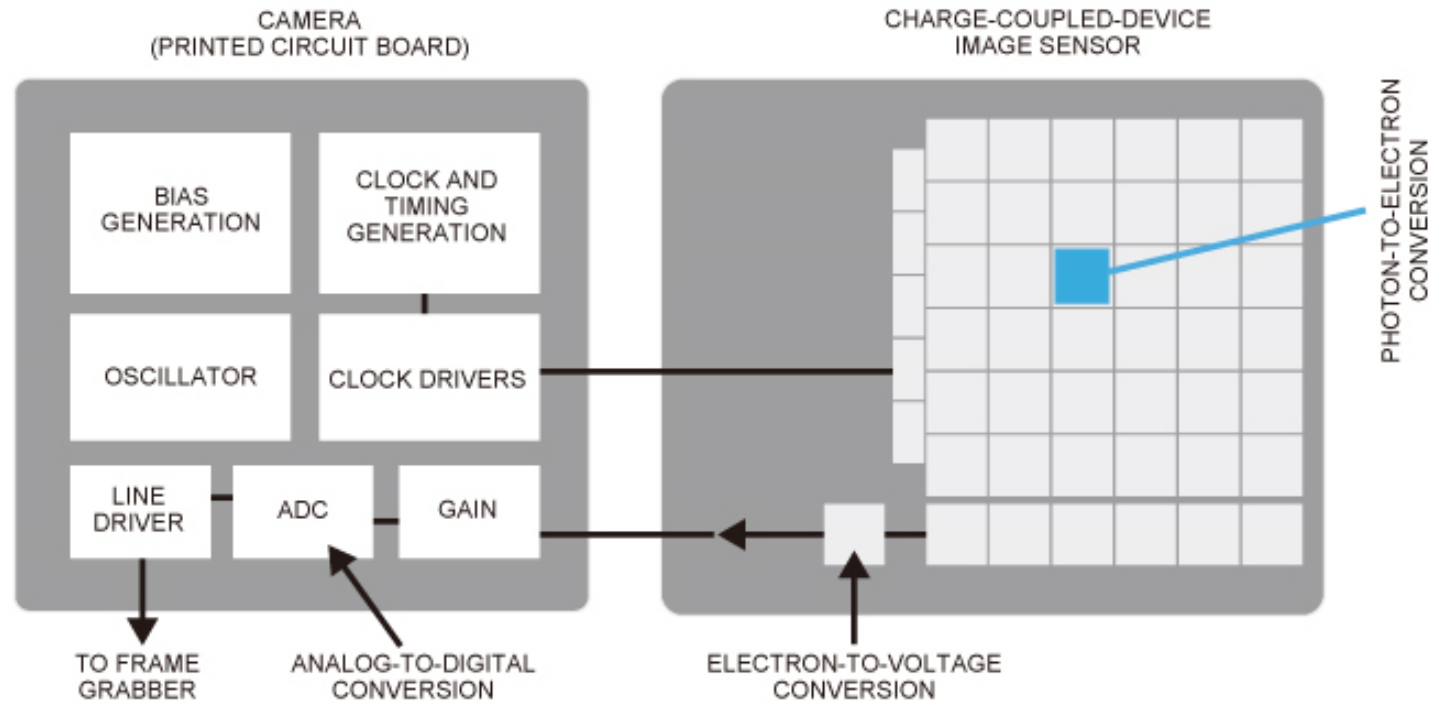 CAMERA
(PRINTED CIRCUIT BOARD)
CHARGE-COUPLED-DEVICE
IMAGE SENSOR
BIAS
GENERATION
CLOCK AND
TIMING
GENERATION
OSCILLATOR
CLOCK DRIVERS
LINE
DRIVER
ADC
GAIN
PHOTON-TO-ELECTRON
CONVERSION
TO FRAME
GRABBER
ANALOG-TO-DIGITAL
CONVERSION
ELECTRON-TO-VOLTAGE
CONVERSION